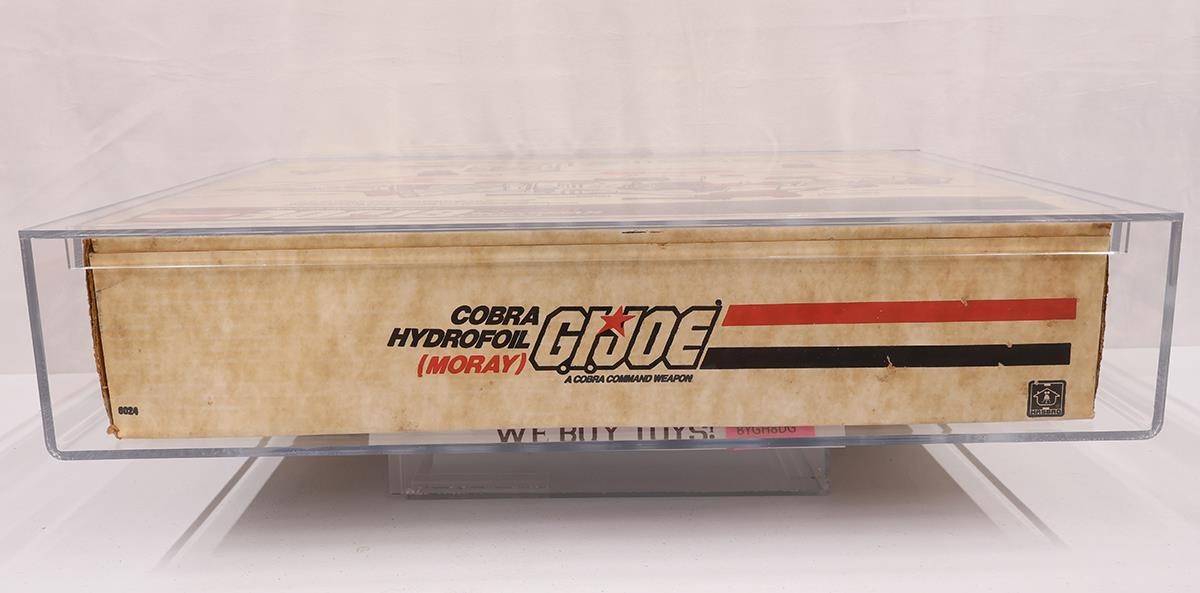 COBRA
HYDROFOIL
(MORAY)
G.I.JOE
A COBRA COMMAND WEAPON
6024
HASBRO
WE BUY TOYS!
8YGH8DG